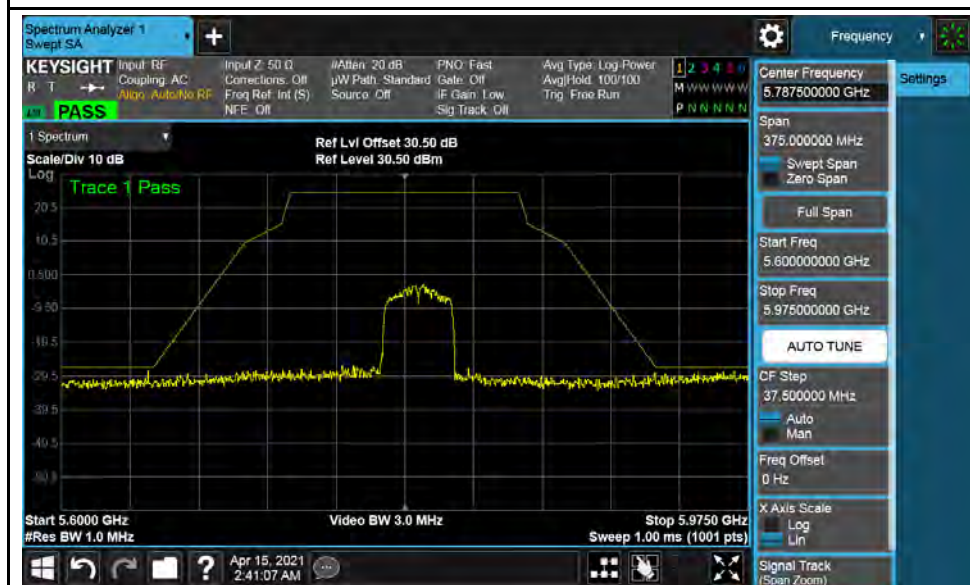 Spectrum Analyzer 1
Swept SA
+
Frequency
KEYSIGHT
R T
PASS
Input: RF
Coupling: AC
Align: Auto/No RF
Input Z: 50 Ω
Corrections: Off
Freq Ref: Int (S)
NFE: Off
#Atten: 20 dB
µW Path: Standard
Source: Off
PNO: Fast
Gate: Off
IF Gain: Low
Sig Track: Off
Avg Type: Log-Power
Avg|Hold: 100/100
Trig: Free Run
1 2 3 4 5 6
M W W W W W
P N N N N N
Settings
1 Spectrum
Scale/Div 10 dB
Ref Lvl Offset 30.50 dB
Ref Level 30.50 dBm
Log
Trace 1 Pass
20.5
10.5
0.500
-9.50
-19.5
-29.5
-39.5
-49.5
-59.5
Start 5.6000 GHz
#Res BW 1.0 MHz
Video BW 3.0 MHz
Stop 5.9750 GHz
Sweep 1.00 ms (1001 pts)
Center Frequency
5.787500000 GHz
Span
375.000000 MHz
Swept Span
Zero Span
Full Span
Start Freq
5.600000000 GHz
Stop Freq
5.975000000 GHz
AUTO TUNE
CF Step
37.500000 MHz
Auto
Man
Freq Offset
0 Hz
X Axis Scale
Log
Lin
Signal Track
(Span Zoom)
?
Apr 15, 2021
2:41:07 AM